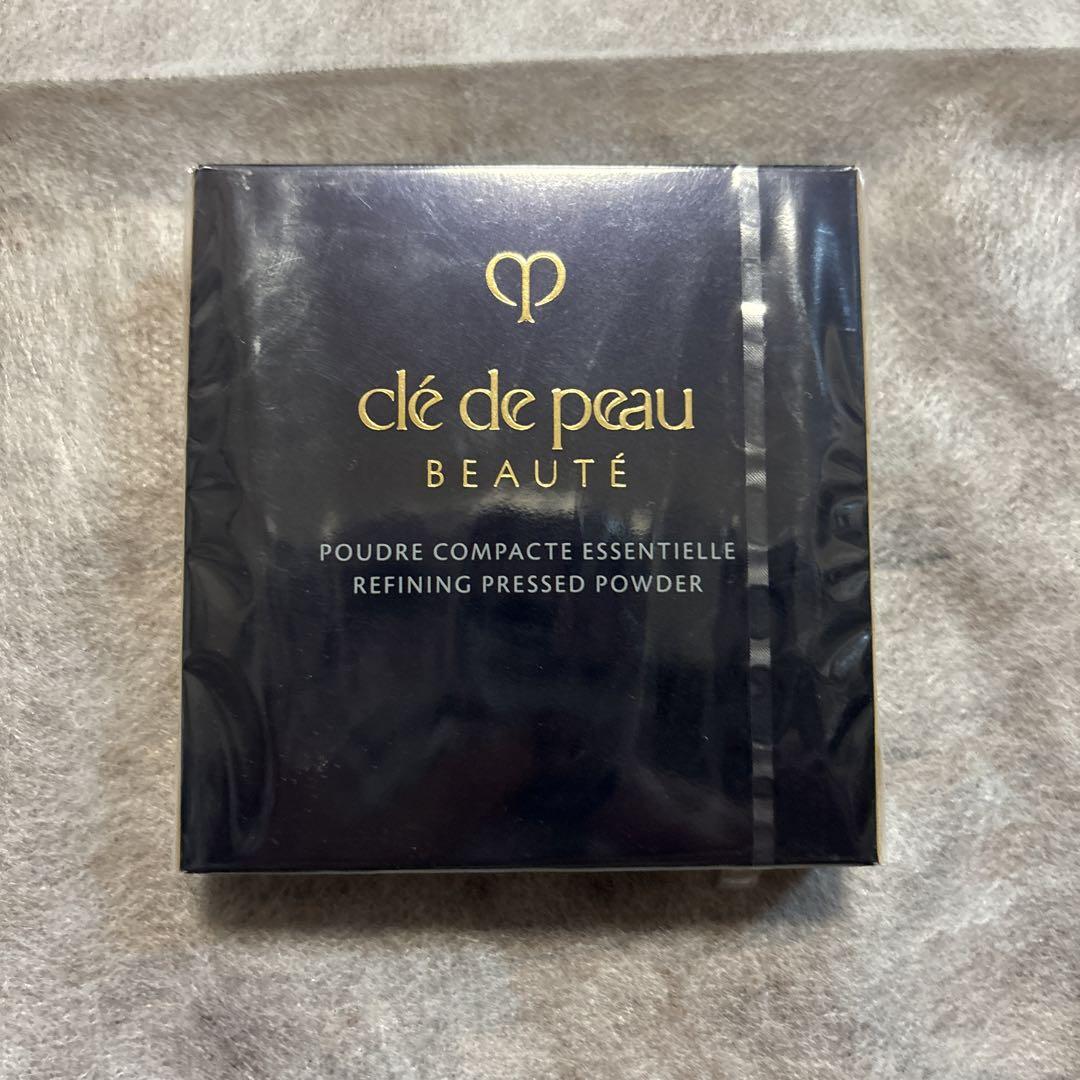 clé de peau
BEAUTÉ
POUDRE COMPACTE ESSENTIELLE
REFINING PRESSED POWDER